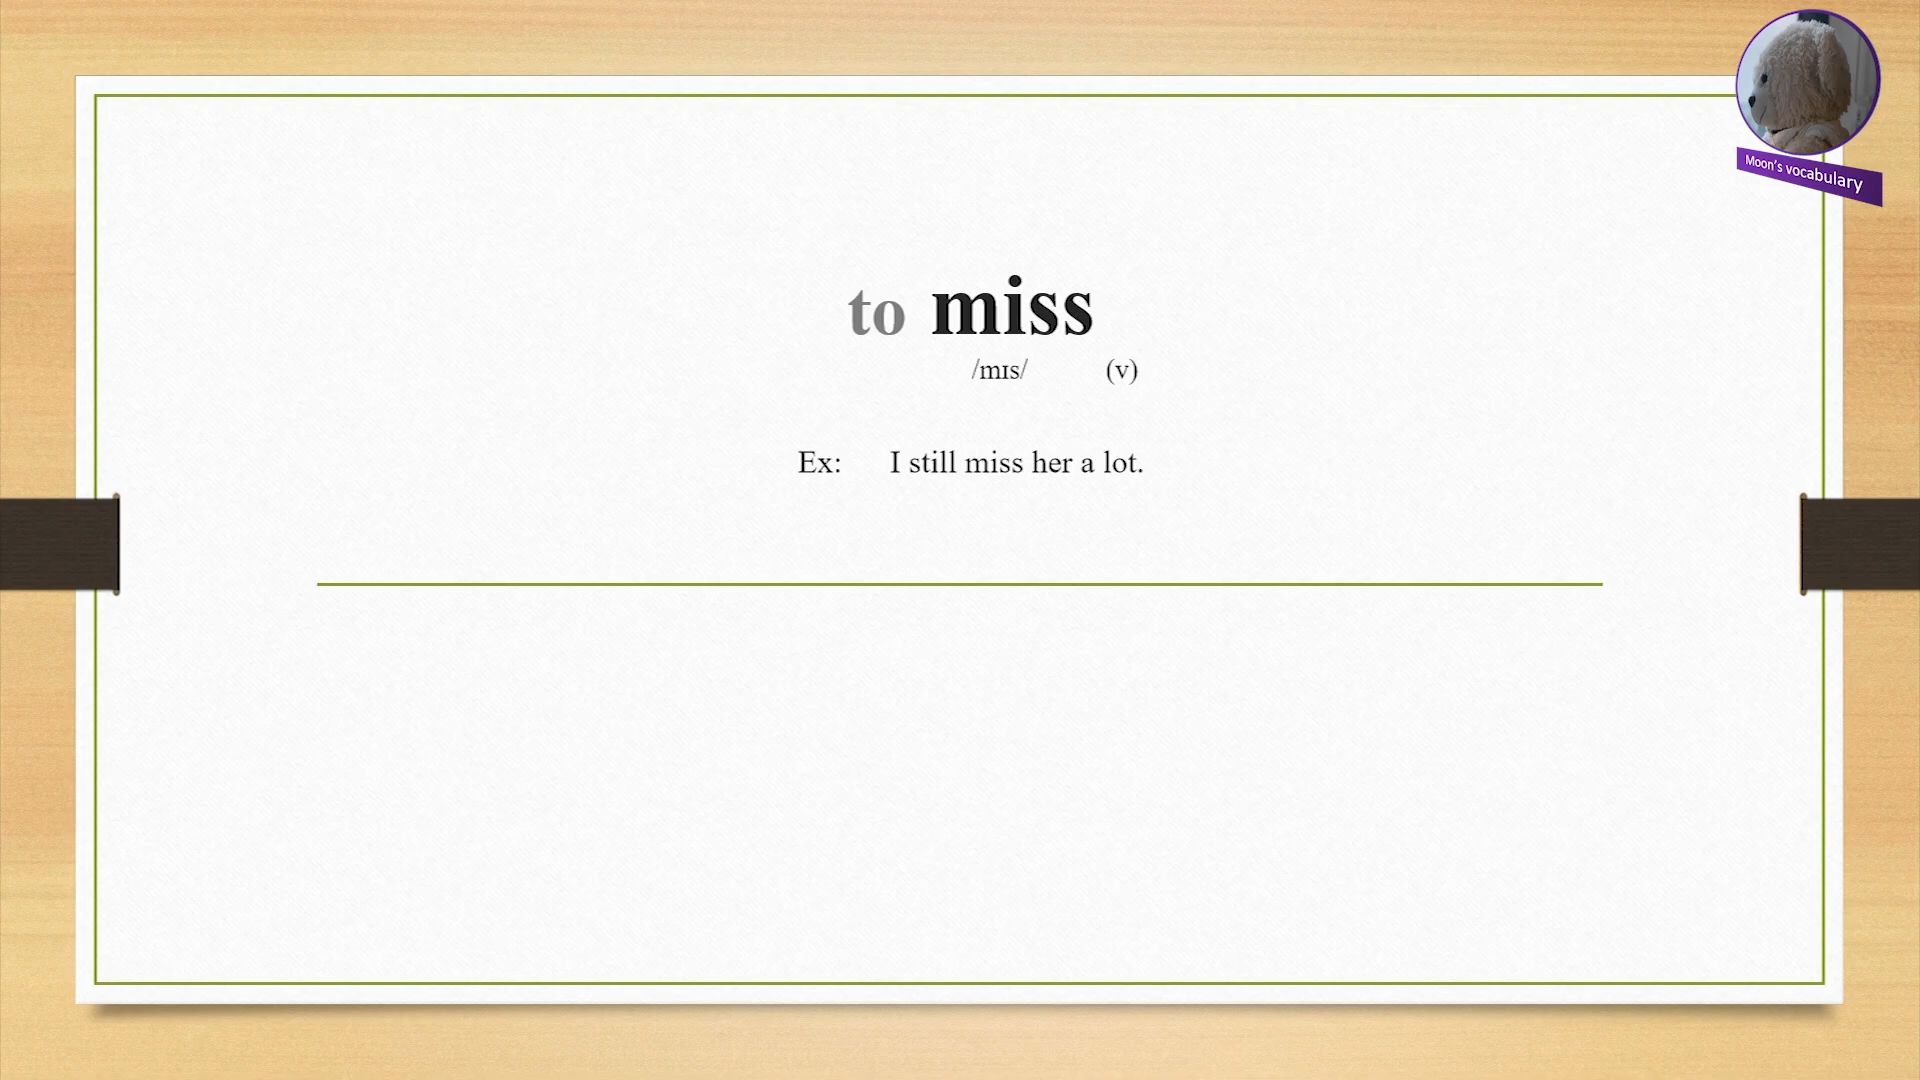 Moon's vocabulary
to miss
/mɪs/ (v)
Ex: I still miss her a lot.